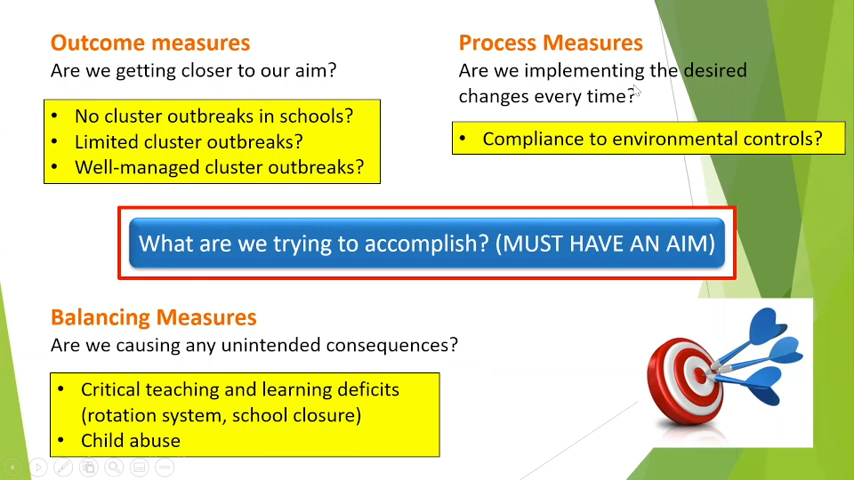 Outcome measures
Are we getting closer to our aim?
• No cluster outbreaks in schools?
• Limited cluster outbreaks?
• Well-managed cluster outbreaks?
Process Measures
Are we implementing the desired
changes every time?
• Compliance to environmental controls?
What are we trying to accomplish? (MUST HAVE AN AIM)
Balancing Measures
Are we causing any unintended consequences?
• Critical teaching and learning deficits
(rotation system, school closure)
• Child abuse